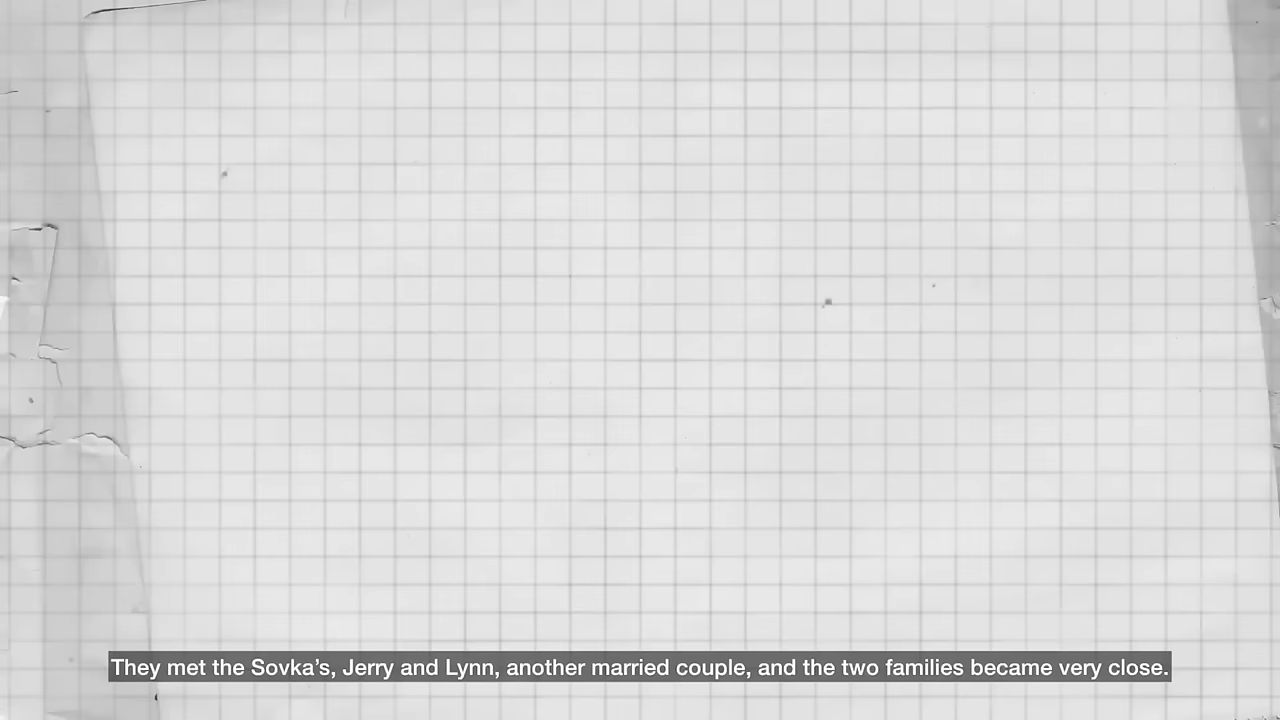 They met the Sovka’s, Jerry and Lynn, another married couple, and the two families became very close.